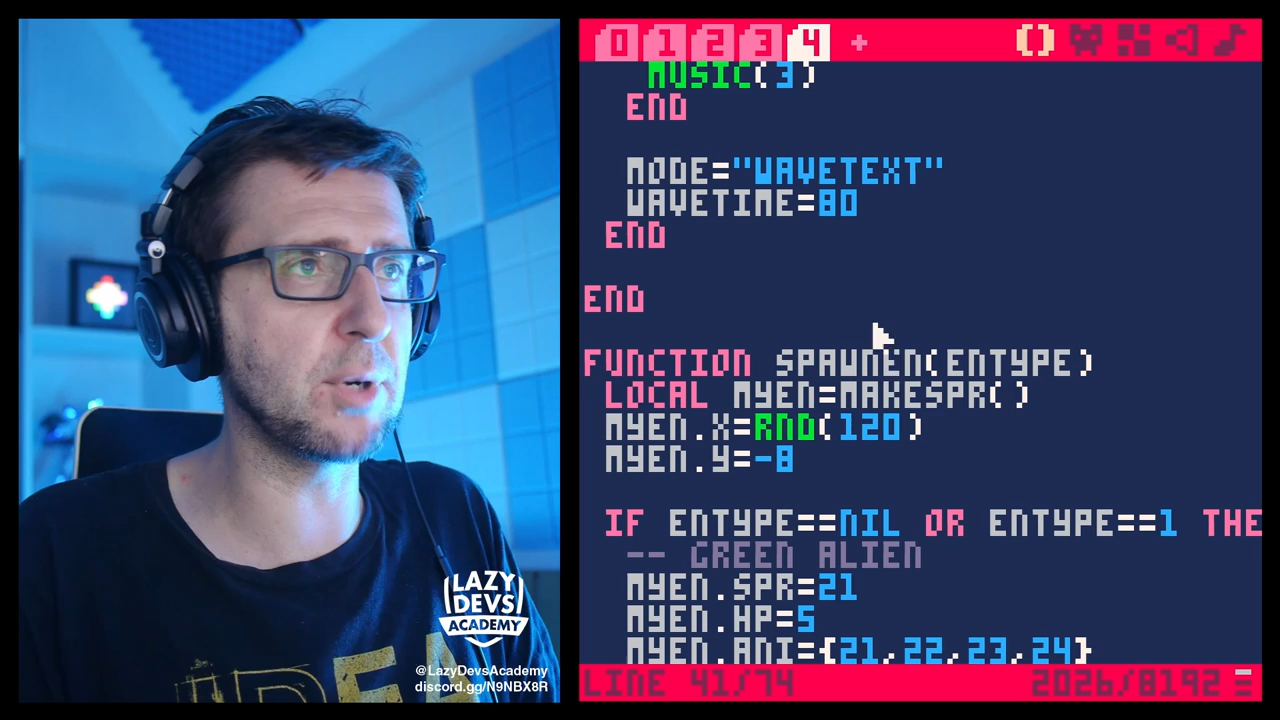 0 1 2 3 4 +
MUSIC(3)
END
MODE="WAVETEXT"
WAVETIME=80
END
END
FUNCTION SPAWNEN(ENTYPE)
LOCAL MYEN=MAKESPR()
MYEN.X=RND(120)
MYEN.Y=-8
IF ENTYPE==NIL OR ENTYPE==1 THE
-- GREEN ALIEN
MYEN.SPR=21
MYEN.HP=5
MYEN.ANI={21,22,23,24}
LINE 41/74 2026/8192
LAZY
DEVS
ACADEMY
@LazyDevsAcademy
discord.gg/N9NBX8R